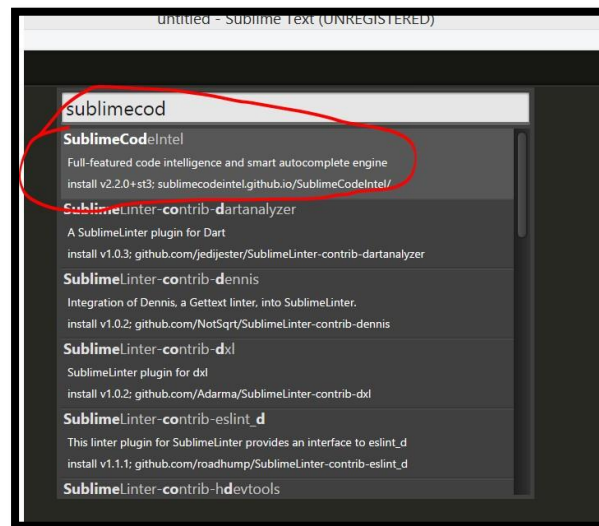 untitled - Sublime Text (UNREGISTERED)
sublimecod
SublimeCodeIntel
Full-featured code intelligence and smart autocomplete engine
install v2.2.0+st3; sublimecodeintel.github.io/SublimeCodeIntel/
SublimeLinter-contrib-dartanalyzer
A SublimeLinter plugin for Dart
install v1.0.3; github.com/jedijester/SublimeLinter-contrib-dartanalyzer
SublimeLinter-contrib-dennis
Integration of Dennis, a Gettext linter, into SublimeLinter.
install v1.0.2; github.com/NotSqrt/SublimeLinter-contrib-dennis
SublimeLinter-contrib-dxl
SublimeLinter plugin for dxl
install v1.0.2; github.com/Adarma/SublimeLinter-contrib-dxl
SublimeLinter-contrib-eslint_d
This linter plugin for SublimeLinter provides an interface to eslint_d
install v1.1.1; github.com/roadhump/SublimeLinter-contrib-eslint_d
SublimeLinter-contrib-hdevtools